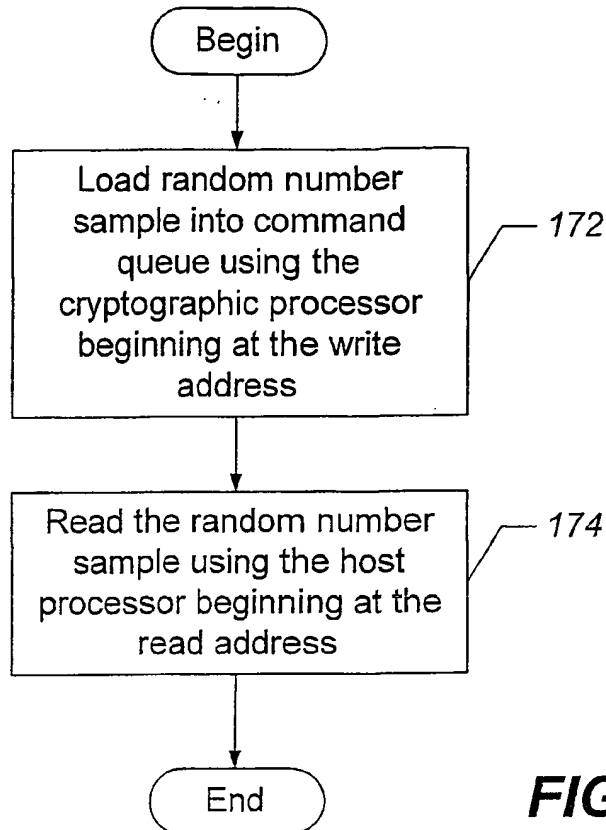 Begin
Load random number
sample into command
queue using the
cryptographic processor
beginning at the write
address
172
Read the random number
sample using the host
processor beginning at the
read address
174
End
FIG